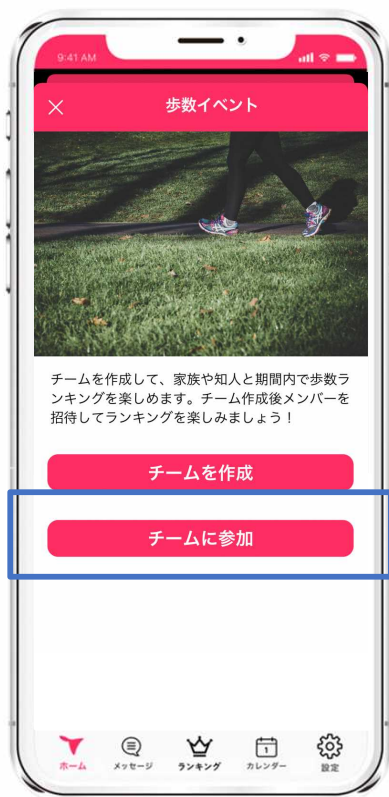 9:41 AM
歩数イベント
チームを作成して、家族や知人と期間内で歩数ラ
ンキングを楽しめます。チーム作成後メンバーを
招待してランキングを楽しみましょう！
チームを作成
チームに参加
ホーム メッセージ ランキング カレンダー 設定
1